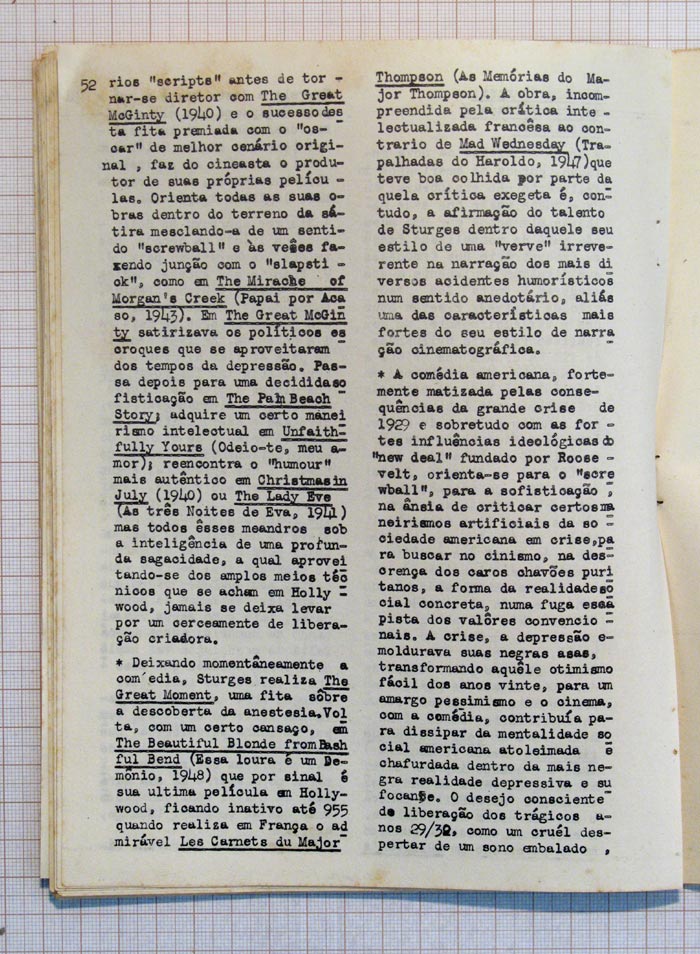 52
rios "scripts" antes de tor -
nar-se diretor com The Great
McGinty (1940) e o sucessodes
ta fita premiada com o "os-
car" de melhor cenário origi-
nal , faz do cineasta o produ-
tor de suas próprias pelícu -
las. Orienta todas as suas o-
bras dentro do terreno da sá-
tira mesclando-a de um senti-
do "screwball" e às vezes fa-
zendo junção com o "slapsti -
ck", como em The Mirache of
Morgan's Creek (Papai por Aca
so, 1943). Em The Great McGin
ty satirizava os políticos es
croques que se aproveitaram
dos tempos da depressão. Pas-
sa depois para uma decididaso
fisticação em The Palm Beach
Story; adquire um certo manei
rismo intelectual em Unfaith-
fully Yours (Odeio-te, meu a-
mor); reencontra o "humour"
mais autêntico em Christmasin
July (1940) ou The Lady Eve
(As três Noites de Eva, 1941)
mas todos êsses meandros sob
a inteligência de uma profun-
da sagacidade, a qual aprovei
tando-se dos amplos meios téc
nicos que se acham em Holly -
wood, jamais se deixa levar
por um cerceamente de libera-
ção criadora.
* Deixando momentâneamente a
com´edia, Sturges realiza The
Great Moment, uma fita sôbre
a descoberta da anestesia.Vol
ta, com um certo cansaço, em
The Beautiful Blonde fromBash
ful Bend (Essa loura é um De-
mônio, 1948) que por sinal é
sua ultima película em Holly-
wood, ficando inativo até 955
quando realiza em França o ad
mirável Les Carnets du Major
Thompson (As Memórias do Ma-
jor Thompson). A obra, incom-
preendida pela crática inte -
lectualizada francêsa ao con-
trario de Mad Wednesday (Tra-
palhadas do Haroldo, 1947)que
teve boa colhida por parte da
quela crítica exegeta é, con-
tudo, a afirmação do talento
de Sturges dentro daquele seu
estilo de uma "verve" irreve-
rente na narração dos mais di
versos acidentes humorísticos
num sentido anedotário, aliás
uma das características mais
fortes do seu estilo de narra
ção cinematográfica.
* A comédia americana, forte-
mente matizada pelas conse-
quências da grande crise de
1929 e sobretudo com as for -
tes influências ideológicas do
"new deal" fundado por Roose -
velt, orienta-se para o "scre
wball", para a sofisticação ,
na ânsia de criticar certosma
neirismos artificiais da so -
ciedade americana em crise,pa
ra buscar no cinismo, na des-
crença dos caros chavões puri
tanos, a forma da realidadeso
cial concreta, numa fuga essa
pista dos valôres convencio -
nais. A crise, a depressão e-
moldurava suas negras asas,
transformando aquêle otimismo
fácil dos anos vinte, para um
amargo pessimismo e o cinema,
com a comédia, contribuía pa-
ra dissipar da mentalidade so
cial americana atoleimada e
chafurdada dentro da mais ne-
gra realidade depressiva e su
focante. O desejo consciente
de liberação dos trágicos a-
nos 29/32, como um cruél des-
pertar de um sono embalado ,